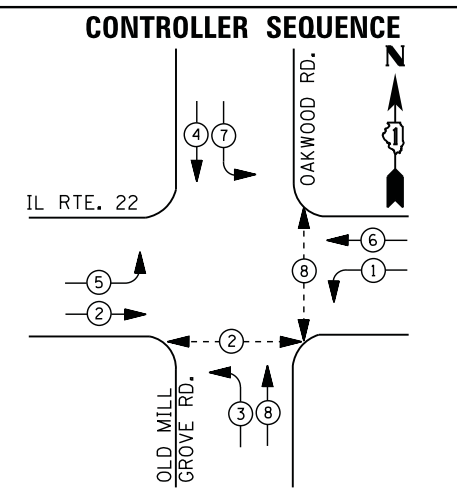 CONTROLLER SEQUENCE
OAKWOOD RD.
N
1
4
7
IL RTE. 22
6
5
8
1
2
2
OLD MILL
GROVE RD.
3
8